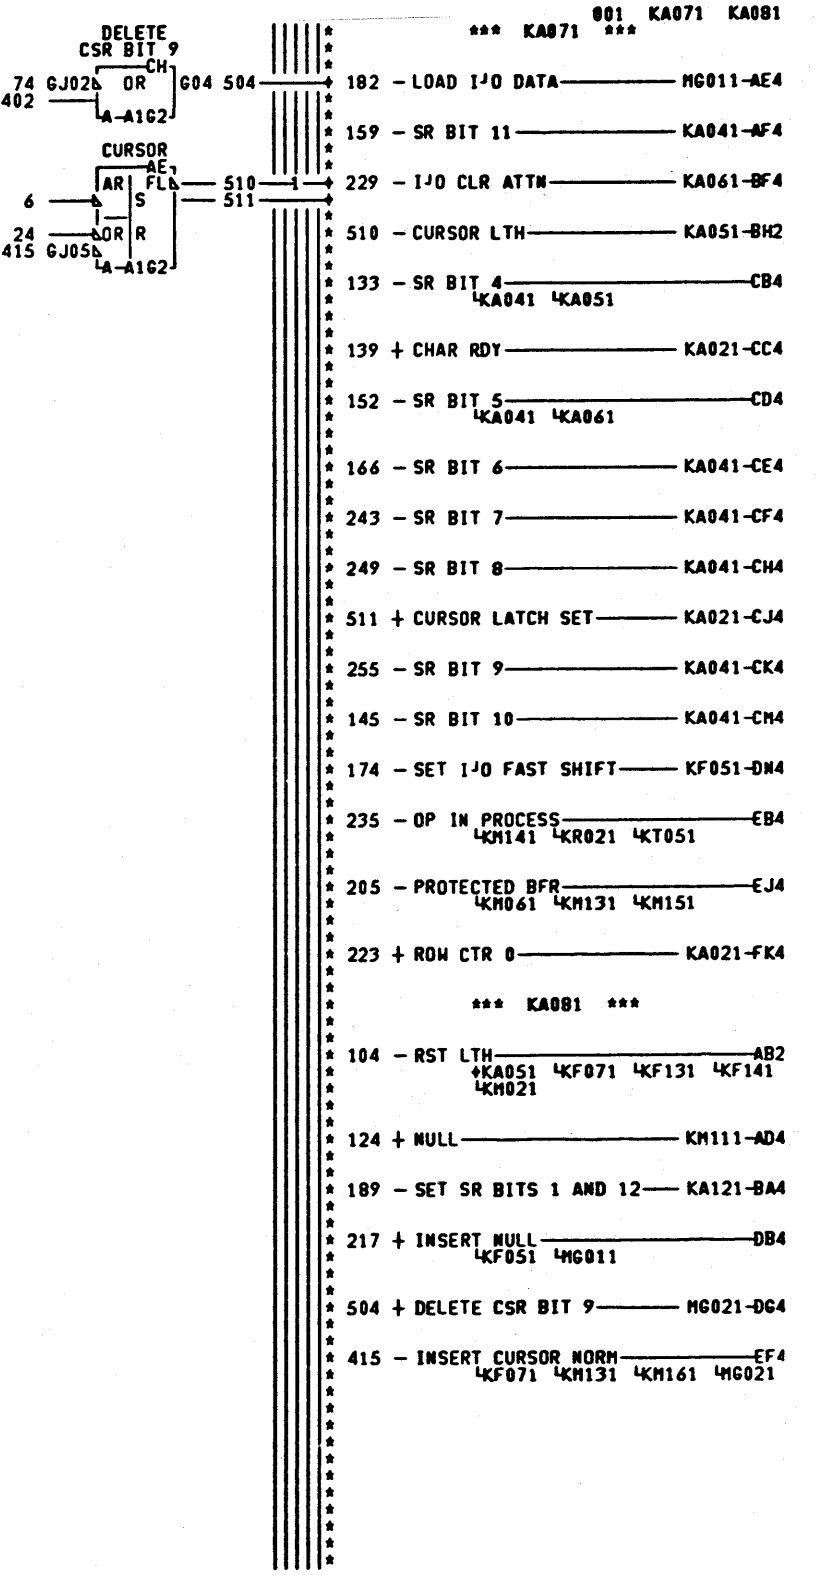 001 KA071 KA081
*** KA071 ***
DELETE
CSR BIT 9
CH
74 GJ02 OR G04 504
402
A-A1G2
CURSOR
AE
AR FL 510 1
6 S 511
24 OR R
415 GJ05
A-A1G2
182 - LOAD I/O DATA MG011-AE4
159 - SR BIT 11 KA041-AF4
229 - I/O CLR ATTN KA061-BF4
510 - CURSOR LTH KA051-BH2
133 - SR BIT 4 CB4
KA041 KA051
139 + CHAR RDY KA021-CC4
152 - SR BIT 5 CD4
KA041 KA061
166 - SR BIT 6 KA041-CE4
243 - SR BIT 7 KA041-CF4
249 - SR BIT 8 KA041-CH4
511 + CURSOR LATCH SET KA021-CJ4
255 - SR BIT 9 KA041-CK4
145 - SR BIT 10 KA041-CM4
174 - SET I/O FAST SHIFT KF051-DN4
235 - OP IN PROCESS EB4
KM141 KR021 KT051
205 - PROTECTED BFR EJ4
KM061 KM131 KM151
223 + ROW CTR 0 KA021-FK4
*** KA081 ***
104 - RST LTH AB2
KA051 KF071 KF131 KF141
KM021
124 + NULL KM111-AD4
189 - SET SR BITS 1 AND 12 KA121-BA4
217 + INSERT NULL DB4
KF051 MG011
504 + DELETE CSR BIT 9 MG021-DG4
415 - INSERT CURSOR NORM EF4
KF071 KM131 KM161 MG021